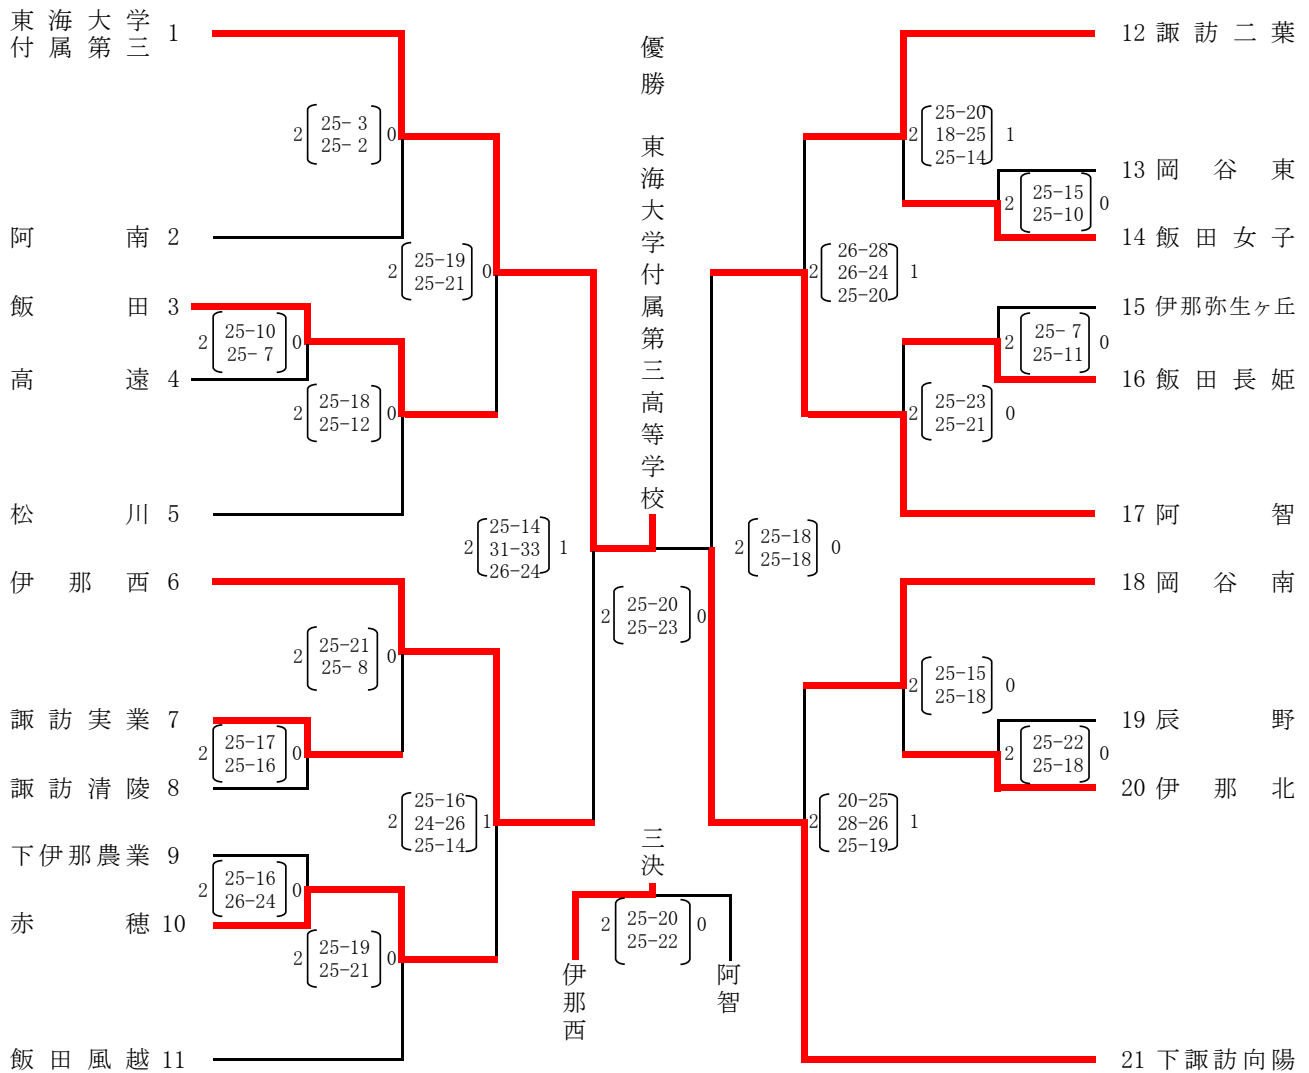 東海大学
付属第三 1
阿南 2
飯田 3
高遠 4
松川 5
伊那西 6
諏訪実業 7
諏訪清陵 8
下伊那農業 9
赤穂 10
飯田風越 11
2 25- 3 0
25- 2
2 25-10 0
25- 7
2 25-18 0
25-12
2 25-19 0
25-21
2 25-21 0
25- 8
2 25-17 0
25-16
2 25-16 0
26-24
2 25-19 0
25-21
2 25-16 1
24-26
25-14
2 25-14 1
31-33
26-24
優勝 東海大学付属第三高等学校
2 25-20 0
25-23
三決
2 25-20 0
25-22
伊那西
阿智
2 25-18 0
25-18
2 26-28 1
26-24
25-20
2 20-25 1
28-26
25-19
2 25-20 1
18-25
25-14
2 25-15 0
25-10
2 25- 7 0
25-11
2 25-23 0
25-21
2 25-15 0
25-18
2 25-22 0
25-18
12 諏訪二葉
13 岡谷東
14 飯田女子
15 伊那弥生ヶ丘
16 飯田長姫
17 阿智
18 岡谷南
19 辰野
20 伊那北
21 下諏訪向陽